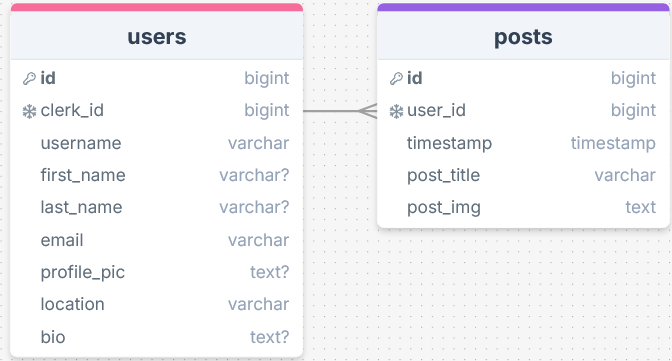 users
id bigint
clerk_id bigint
username varchar
first_name varchar?
last_name varchar?
email varchar
profile_pic text?
location varchar
bio text?
posts
id bigint
user_id bigint
timestamp timestamp
post_title varchar
post_img text